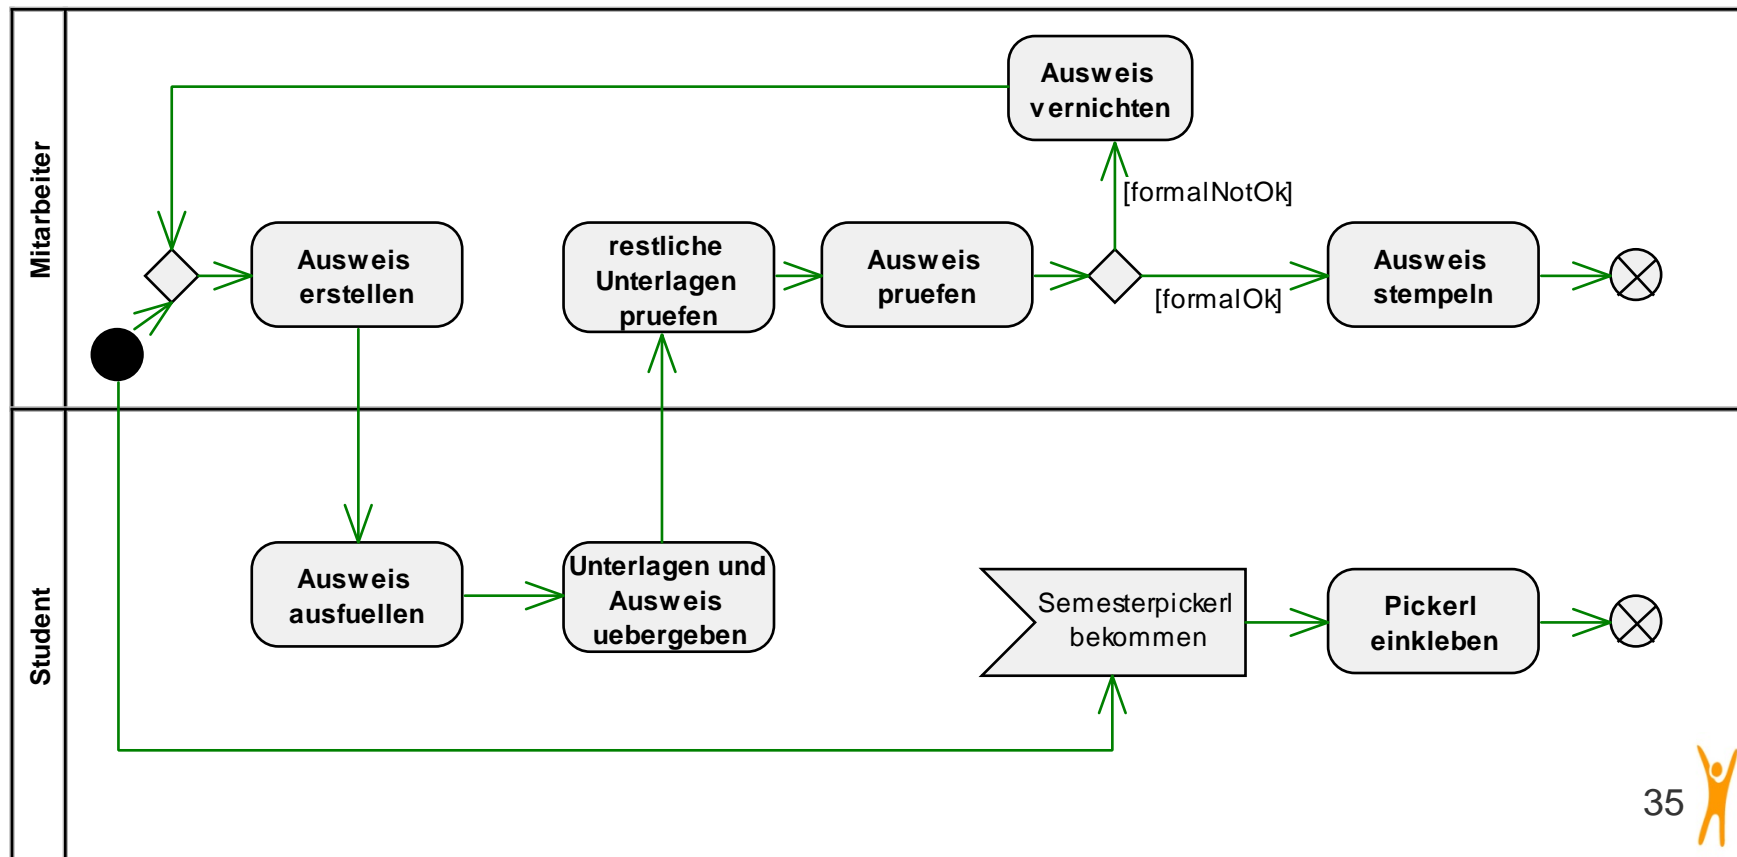 Mitarbeiter
Ausweis
vernichten
[formalNotOk]
Ausweis
erstellen
restliche
Unterlagen
pruefen
Ausweis
pruefen
[formalOk]
Ausweis
stempeln
Student
Ausweis
ausfuellen
Unterlagen und
Ausweis
uebergeben
Semesterpickerl
bekommen
Pickerl
einkleben
35